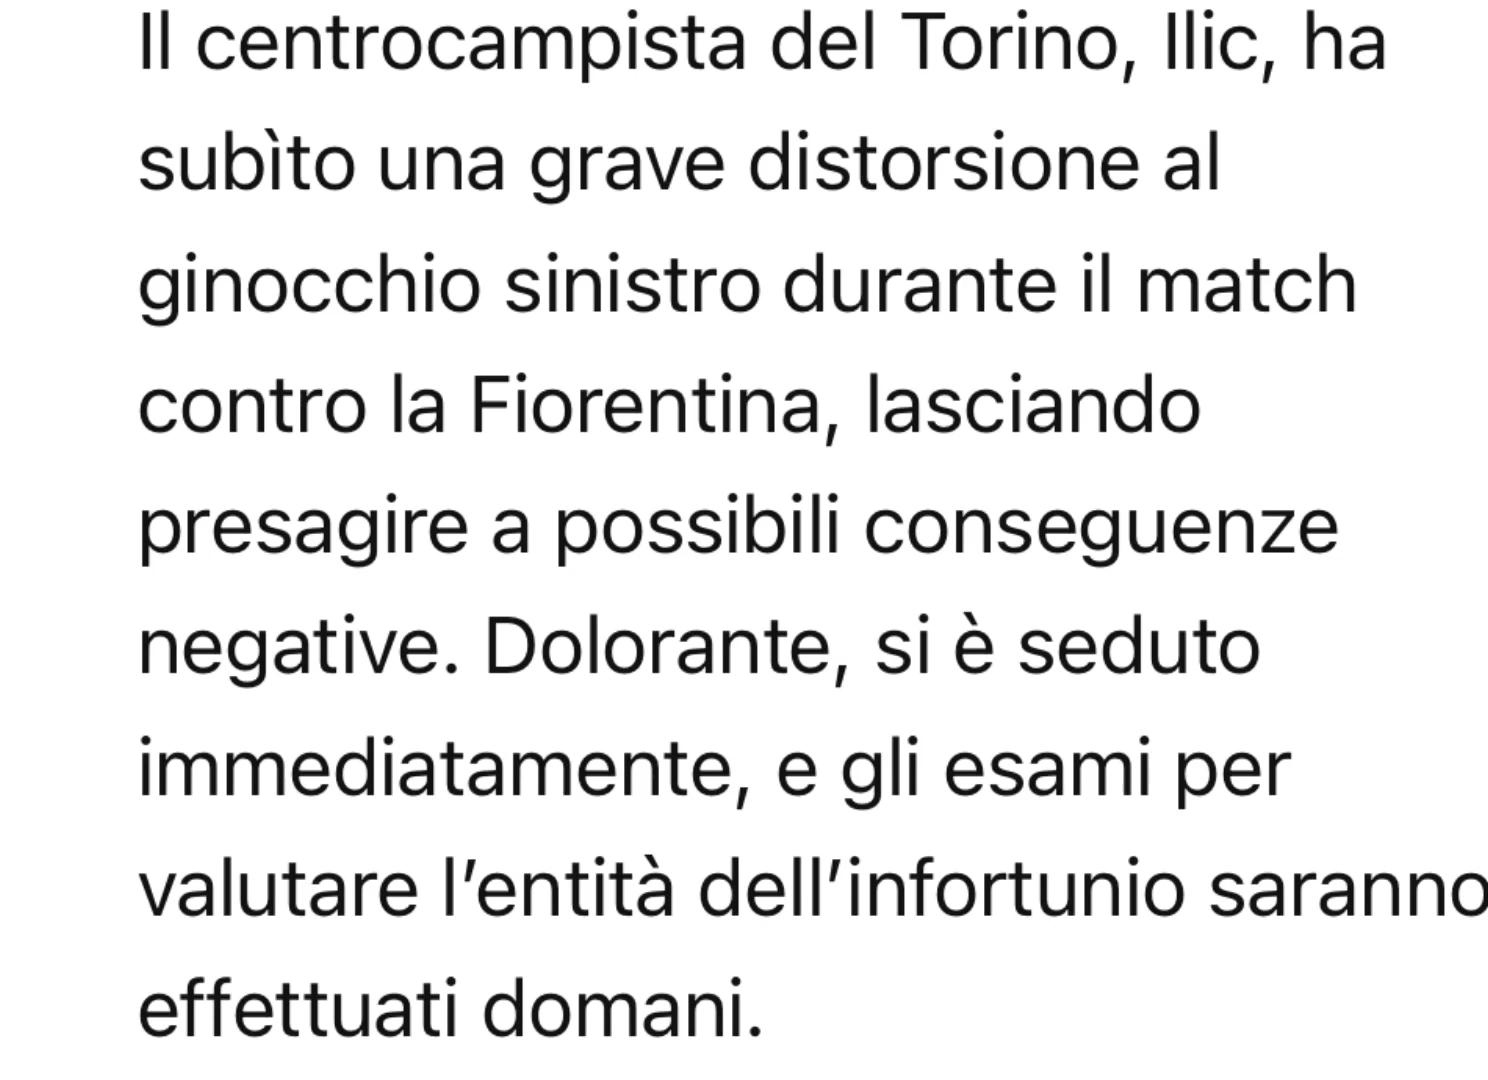 Il centrocampista del Torino, Ilic, ha
subìto una grave distorsione al
ginocchio sinistro durante il match
contro la Fiorentina, lasciando
presagire a possibili conseguenze
negative. Dolorante, si è seduto
immediatamente, e gli esami per
valutare l’entità dell’infortunio saranno
effettuati domani.